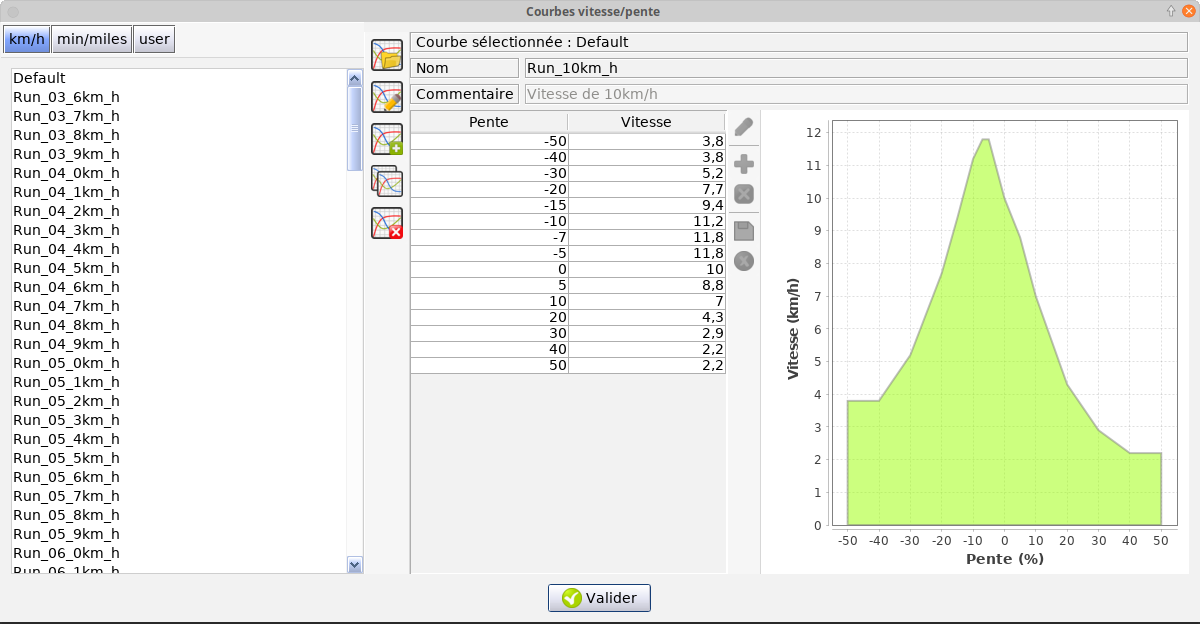 Courbes vitesse/pente
km/h min/miles user
Default
Run_03_6km_h
Run_03_7km_h
Run_03_8km_h
Run_03_9km_h
Run_04_0km_h
Run_04_1km_h
Run_04_2km_h
Run_04_3km_h
Run_04_4km_h
Run_04_5km_h
Run_04_6km_h
Run_04_7km_h
Run_04_8km_h
Run_04_9km_h
Run_05_0km_h
Run_05_1km_h
Run_05_2km_h
Run_05_3km_h
Run_05_4km_h
Run_05_5km_h
Run_05_6km_h
Run_05_7km_h
Run_05_8km_h
Run_05_9km_h
Run_06_0km_h
Run_06_1km_h
Courbe sélectionnée : Default
Nom Run_10km_h
Commentaire Vitesse de 10km/h
Pente Vitesse
-50 3,8
-40 3,8
-30 5,2
-20 7,7
-15 9,4
-10 11,2
-7 11,8
-5 11,8
0 10
5 8,8
10 7
20 4,3
30 2,9
40 2,2
50 2,2
Vitesse (km/h)
12
11
10
9
8
7
6
5
4
3
2
1
0
-50 -40 -30 -20 -10 0 10 20 30 40 50
Pente (%)
Valider